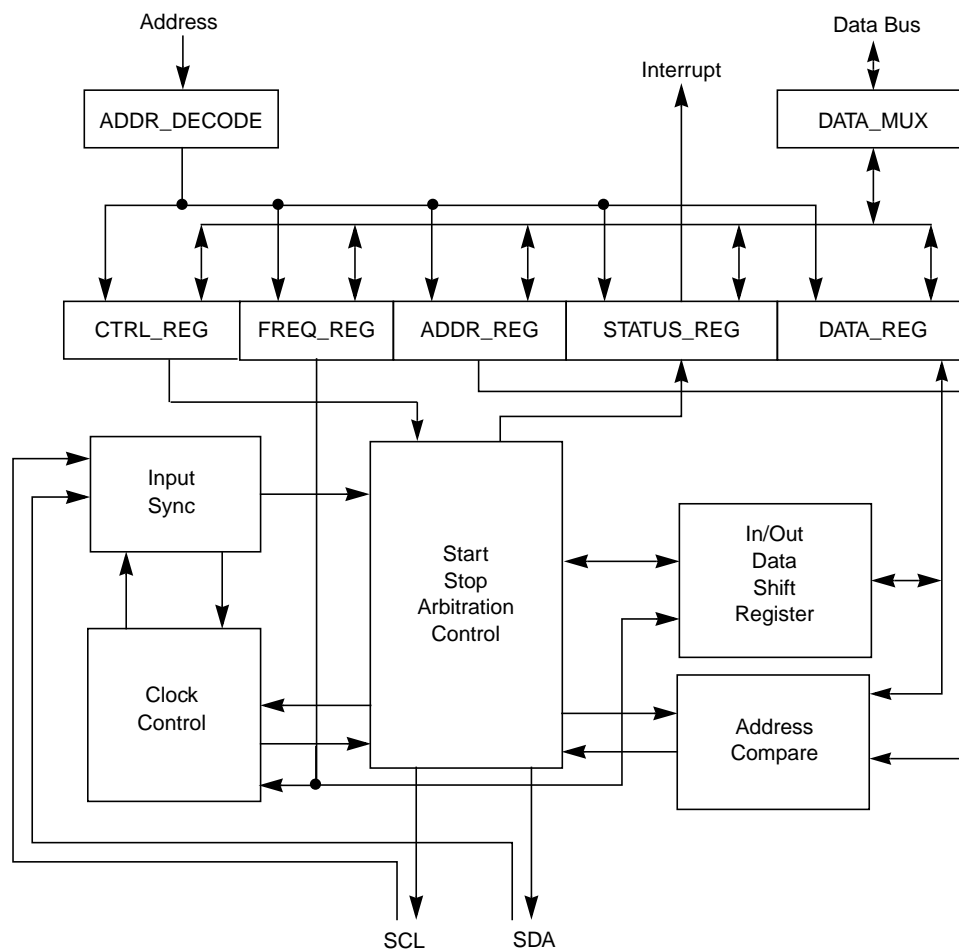 Address
Data Bus
Interrupt
ADDR_DECODE
DATA_MUX
CTRL_REG
FREQ_REG
ADDR_REG
STATUS_REG
DATA_REG
Input
Sync
Start
Stop
Arbitration
Control
In/Out
Data
Shift
Register
Clock
Control
Address
Compare
SCL
SDA